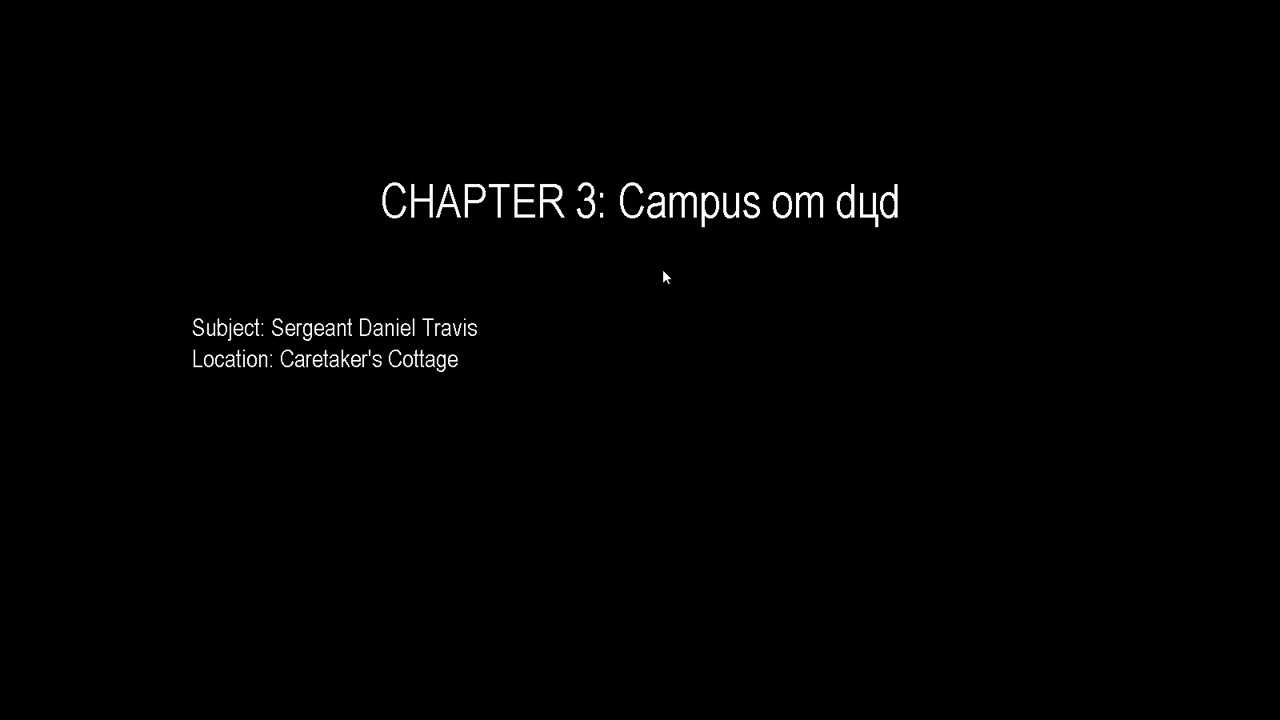 CHAPTER 3: Campus om dцd
Subject: Sergeant Daniel Travis
Location: Caretaker's Cottage